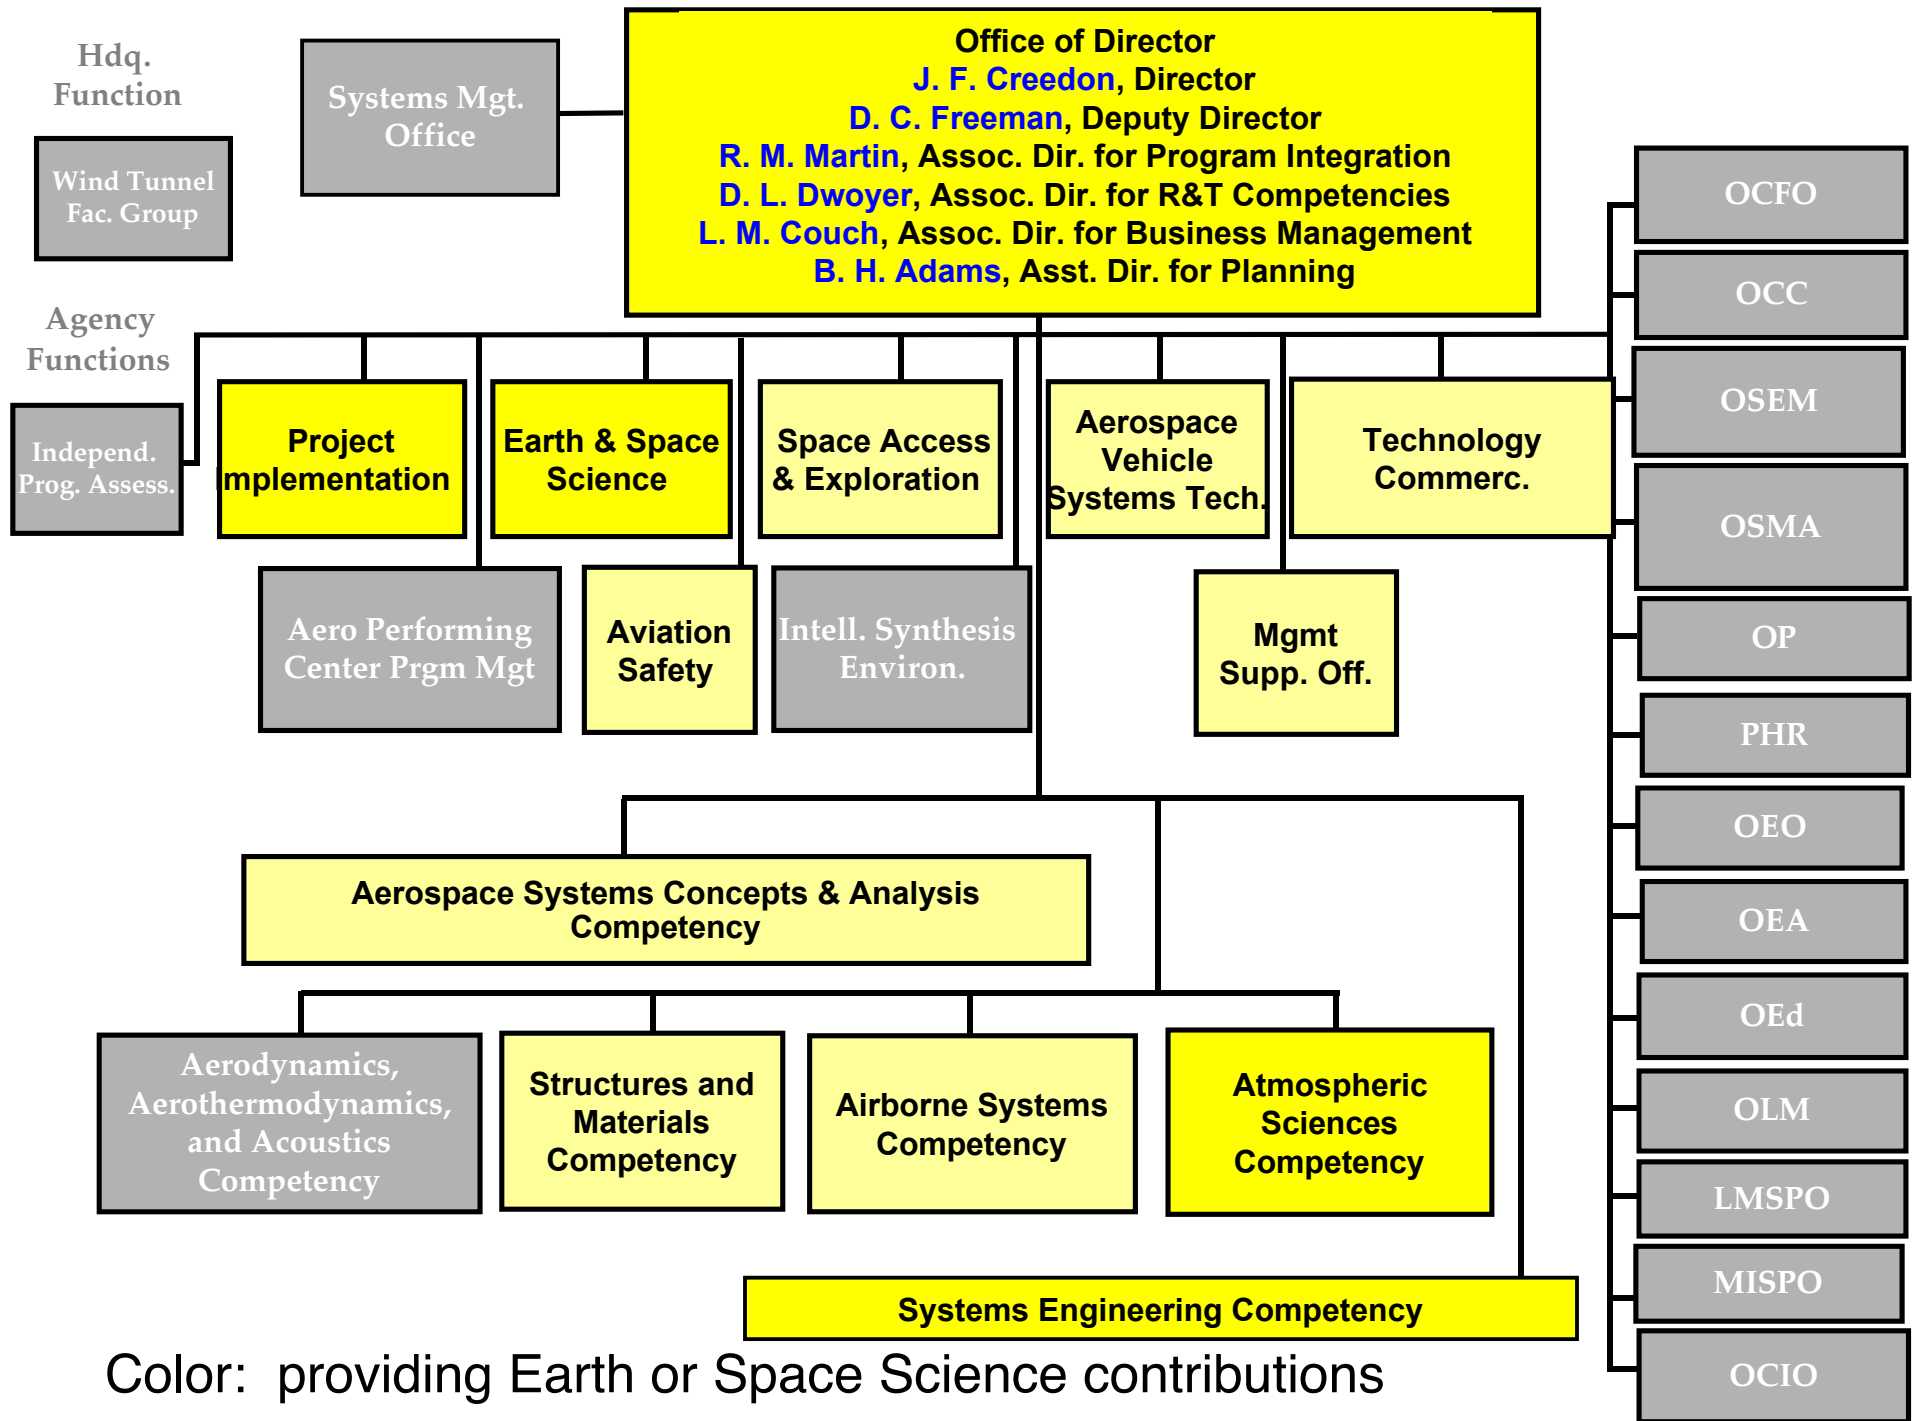 Hdq.
Function
Wind Tunnel
Fac. Group
Agency
Functions
Independ.
Prog. Assess.
Systems Mgt.
Office
Office of Director
J. F. Creedon, Director
D. C. Freeman, Deputy Director
R. M. Martin, Assoc. Dir. for Program Integration
D. L. Dwoyer, Assoc. Dir. for R&T Competencies
L. M. Couch, Assoc. Dir. for Business Management
B. H. Adams, Asst. Dir. for Planning
Project
Implementation
Earth & Space
Science
Space Access
& Exploration
Aerospace
Vehicle
Systems Tech.
Technology
Commerc.
Aero Performing
Center Prgm Mgt
Aviation
Safety
Intell. Synthesis
Environ.
Mgmt
Supp. Off.
Aerospace Systems Concepts & Analysis
Competency
Aerodynamics,
Aerothermodynamics,
and Acoustics
Competency
Structures and
Materials
Competency
Airborne Systems
Competency
Atmospheric
Sciences
Competency
Systems Engineering Competency
OCFO
OCC
OSEM
OSMA
OP
PHR
OEO
OEA
OEd
OLM
LMSPO
MISPO
OCIO
Color: providing Earth or Space Science contributions